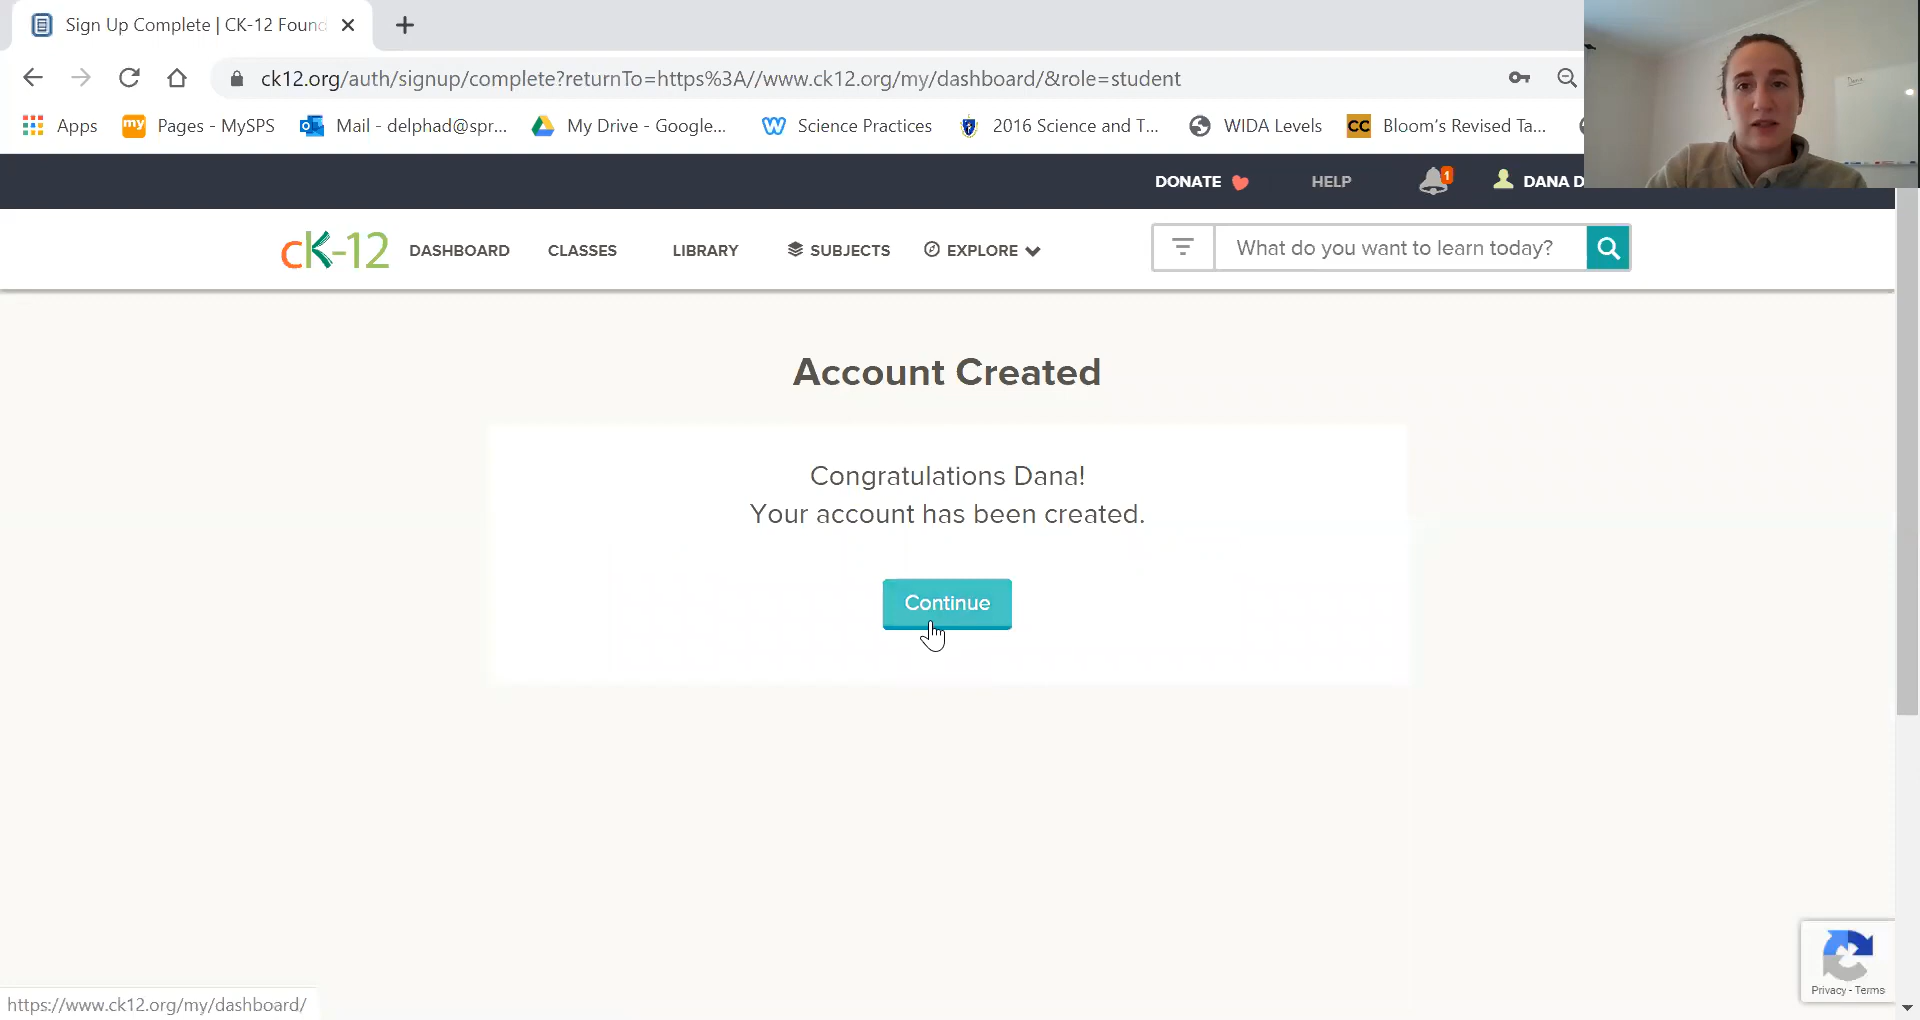 Sign Up Complete | CK-12 Found
ck12.org/auth/signup/complete?returnTo=https%3A//www.ck12.org/my/dashboard/&role=student
Apps
my Pages - MySPS
Mail - delphad@spr...
My Drive - Google...
Science Practices
2016 Science and T...
WIDA Levels
CC Bloom's Revised Ta...
DONATE
HELP
1
DANA D
cK-12
DASHBOARD
CLASSES
LIBRARY
SUBJECTS
EXPLORE
What do you want to learn today?
Account Created
Congratulations Dana!
Your account has been created.
Continue
Privacy - Terms
https://www.ck12.org/my/dashboard/